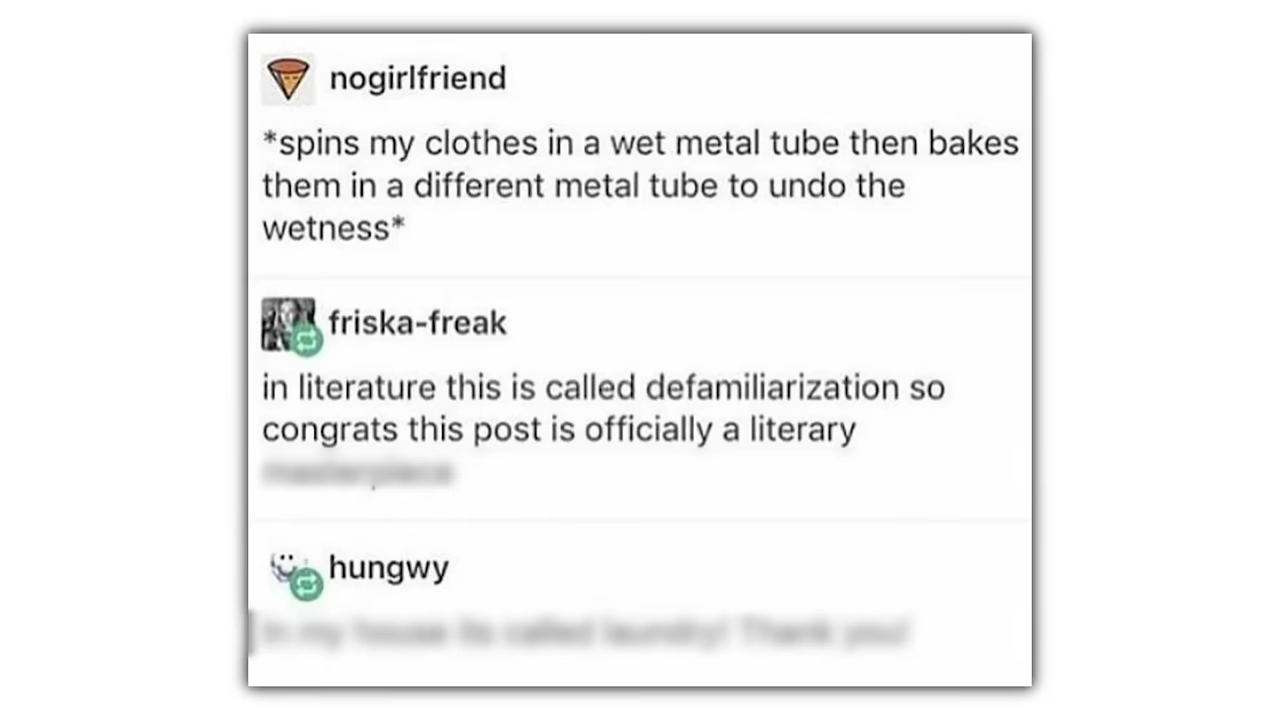 nogirlfriend
*spins my clothes in a wet metal tube then bakes
them in a different metal tube to undo the
wetness*
friska-freak
in literature this is called defamiliarization so
congrats this post is officially a literary
hungwy